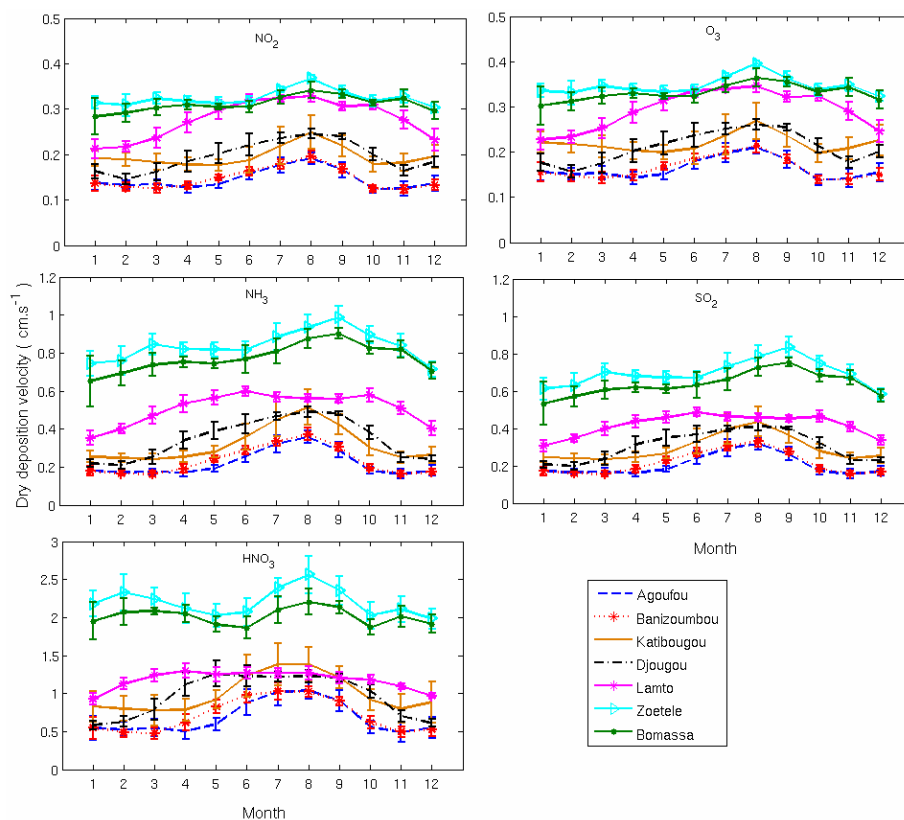 NO2
0.5
0.4
0.3
0.2
0.1
0
1 2 3 4 5 6 7 8 9 10 11 12
O3
0.5
0.4
0.3
0.2
0.1
0
1 2 3 4 5 6 7 8 9 10 11 12
Dry deposition velocity ( cm.s-1)
NH3
1.2
1
0.8
0.6
0.4
0.2
0
1 2 3 4 5 6 7 8 9 10 11 12
SO2
1.2
1
0.8
0.6
0.4
0.2
0
1 2 3 4 5 6 7 8 9 10 11 12
Month
HNO3
3
2.5
2
1.5
1
0.5
0
1 2 3 4 5 6 7 8 9 10 11 12
Month
Agoufou
Banizoumbou
Katibougou
Djougou
Lamto
Zoetele
Bomassa